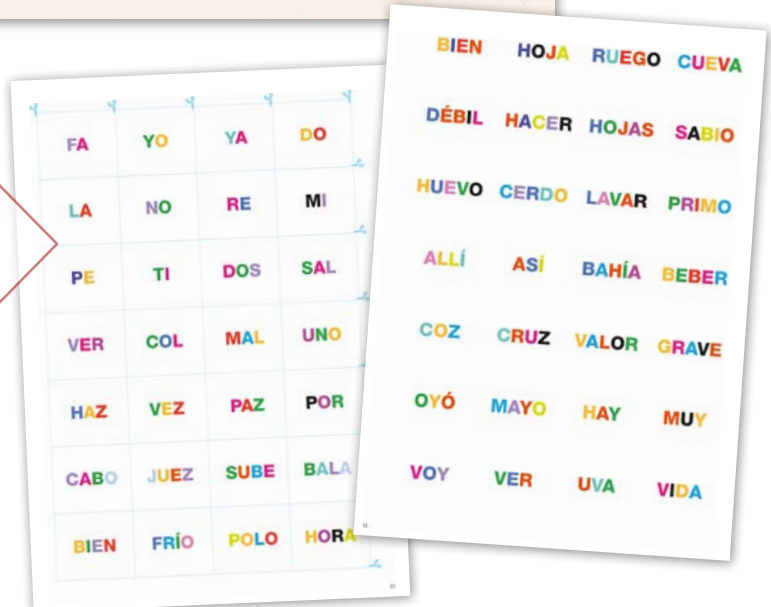 FA YO YA DO
LA NO RE MI
PE TI DOS SAL
VER COL MAL UNO
HAZ VEZ PAZ POR
CABO JUEZ SUBE BALA
BIEN FRÍO POLO HORA
BIEN HOJA RUEGO CUEVA
DÉBIL HACER HOJAS SABIO
HUEVO CERDO LAVAR PRIMO
ALLÍ ASÍ BAHÍA BEBER
COZ CRUZ VALOR GRAVE
OYÓ MAYO HAY MUY
VOY VER UVA VIDA